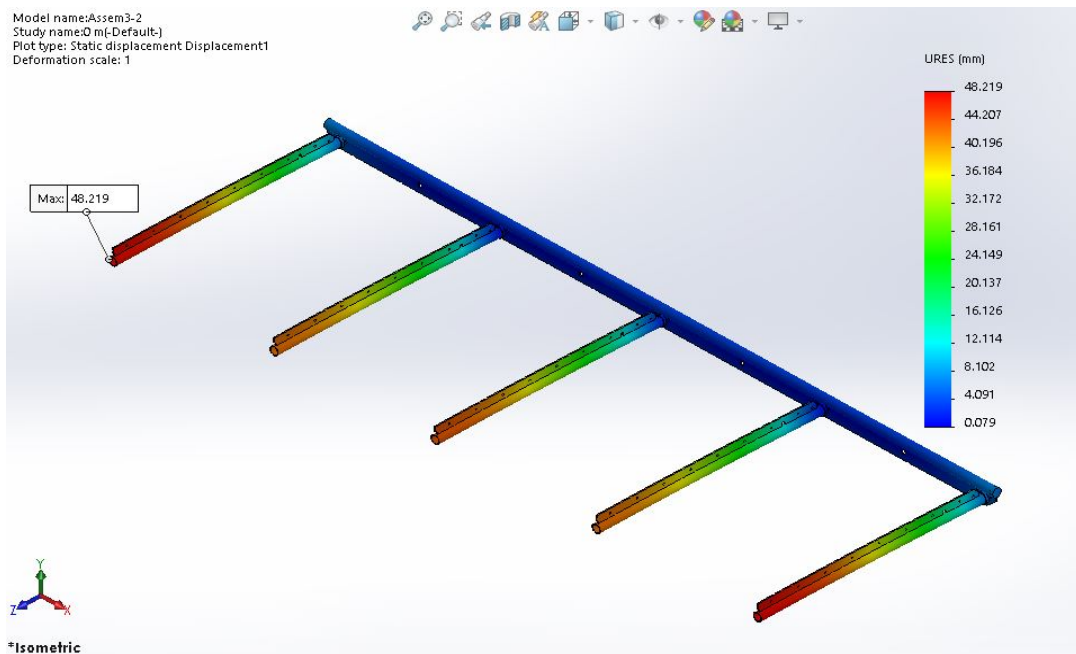 Model name:Assem3-2
Study name:0 m(-Default-)
Plot type: Static displacement Displacement1
Deformation scale: 1
URES (mm)
48.219
44.207
40.196
36.184
32.172
28.161
24.149
20.137
16.126
12.114
8.102
4.091
0.079
Max: 48.219
Y
Z
X
*Isometric